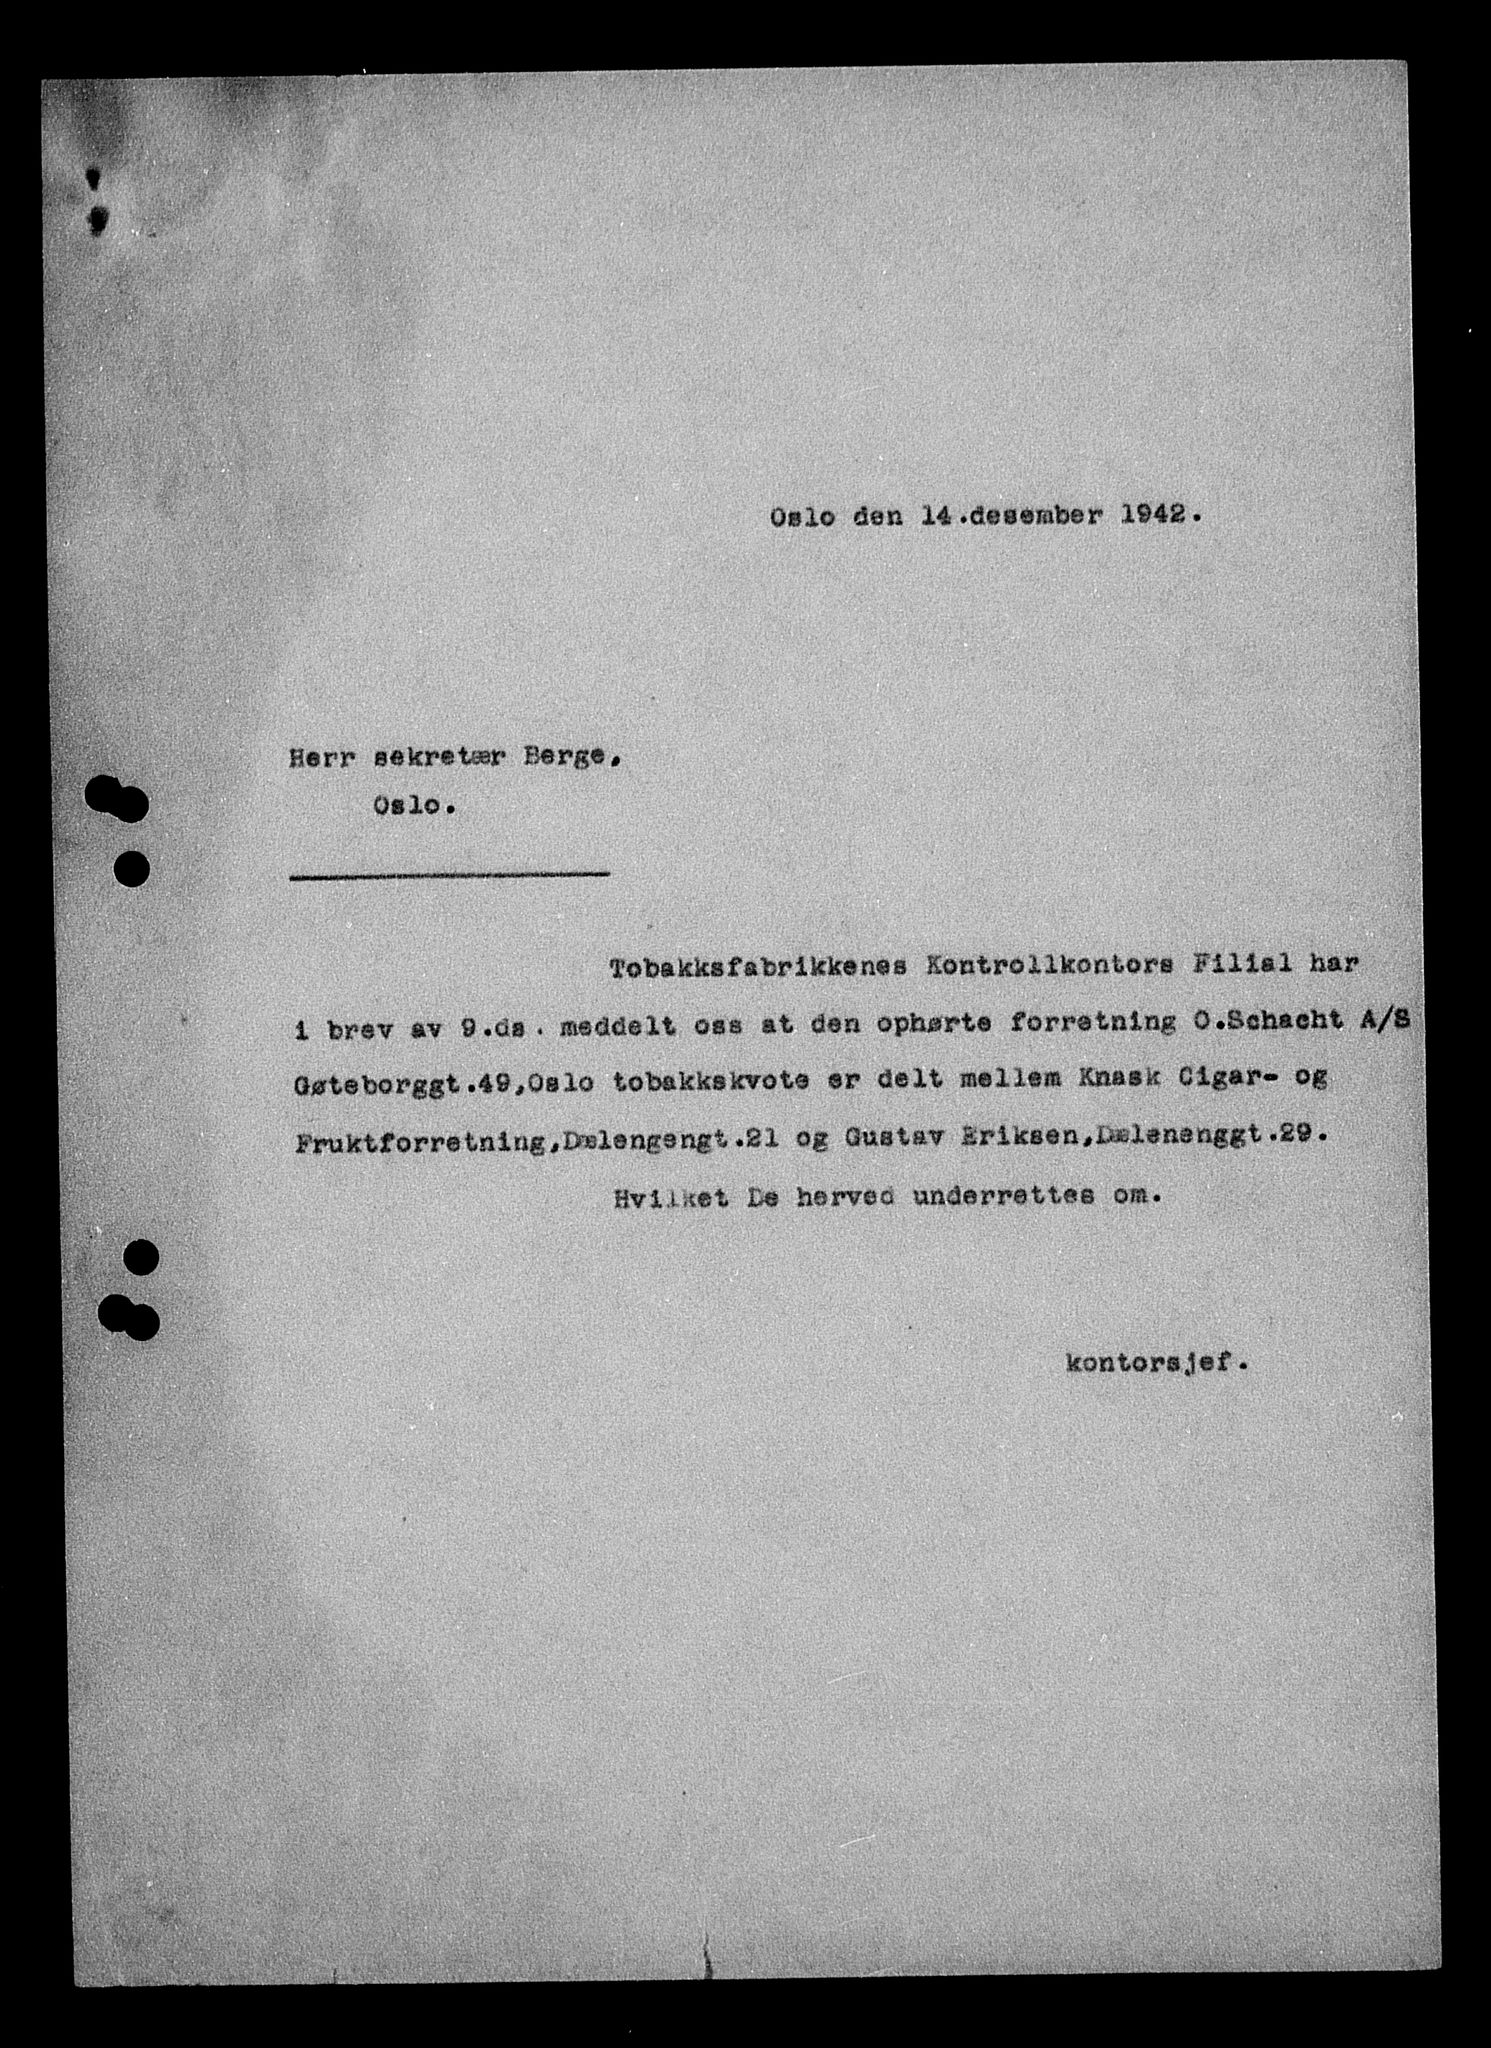 Oslo den 14.desember 1942.
Herr sekretær Berge,
Oslo.
Tobakksfabrikkenes Kontrollkontors Filial har
i brev av 9.ds. meddelt oss at den ophørte forretning O.Schacht A/S
Gøteborggt.49,Oslo tobakkskvote er delt mellem Knask Cigar- og
Fruktforretning,Dælengengt.21 og Gustav Eriksen,Dælenenggt.29.
Hvilket De herved underrettes om.
kontorsjef.